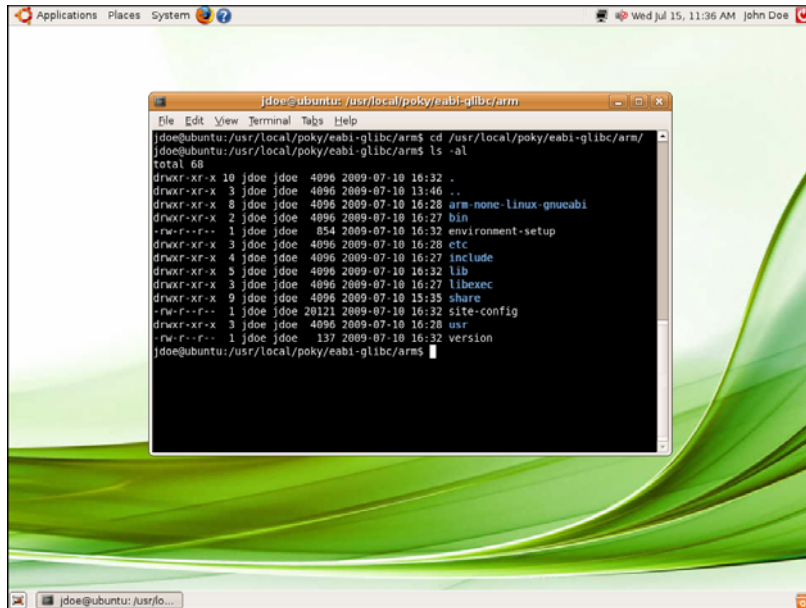 Applications Places System Wed Jul 15, 11:36 AM John Doe
jdoe@ubuntu: /usr/local/poky/eabi-glibc/arm
File Edit View Terminal Tabs Help
jdoe@ubuntu:/usr/local/poky/eabi-glibc/arm$ cd /usr/local/poky/eabi-glibc/arm/
jdoe@ubuntu:/usr/local/poky/eabi-glibc/arm$ ls -al
total 68
drwxr-xr-x 10 jdoe jdoe 4096 2009-07-10 16:32 .
drwxr-xr-x 3 jdoe jdoe 4096 2009-07-10 13:46 ..
drwxr-xr-x 8 jdoe jdoe 4096 2009-07-10 16:28 arm-none-linux-gnueabi
drwxr-xr-x 2 jdoe jdoe 4096 2009-07-10 16:27 bin
-rw-r--r-- 1 jdoe jdoe 854 2009-07-10 16:32 environment-setup
drwxr-xr-x 3 jdoe jdoe 4096 2009-07-10 16:28 etc
drwxr-xr-x 4 jdoe jdoe 4096 2009-07-10 16:27 include
drwxr-xr-x 5 jdoe jdoe 4096 2009-07-10 16:32 lib
drwxr-xr-x 3 jdoe jdoe 4096 2009-07-10 16:27 libexec
drwxr-xr-x 9 jdoe jdoe 4096 2009-07-10 15:35 share
-rw-r--r-- 1 jdoe jdoe 20121 2009-07-10 16:32 site-config
drwxr-xr-x 3 jdoe jdoe 4096 2009-07-10 16:28 usr
-rw-r--r-- 1 jdoe jdoe 137 2009-07-10 16:32 version
jdoe@ubuntu:/usr/local/poky/eabi-glibc/arm$
jdoe@ubuntu: /usr/lo...